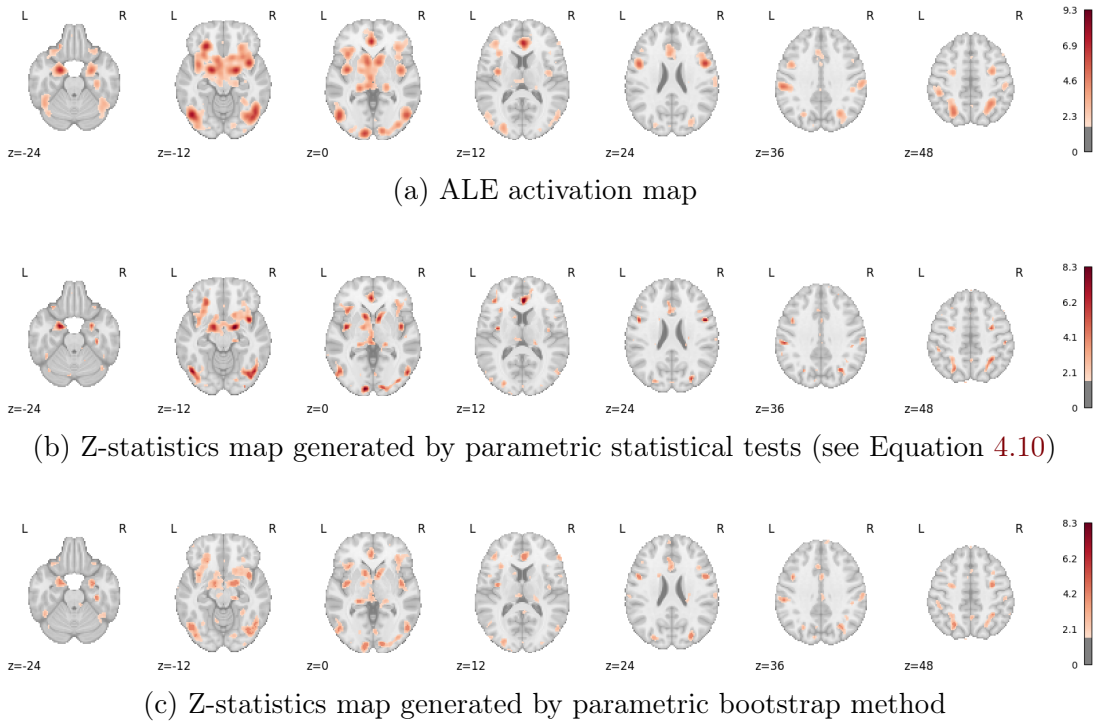 L R L R L R L R L R L R L R 9.3
6.9
4.6
2.3
0
z=-24 z=-12 z=0 z=12 z=24 z=36 z=48
(a) ALE activation map
L R L R L R L R L R L R L R 8.3
6.2
4.1
2.1
0
z=-24 z=-12 z=0 z=12 z=24 z=36 z=48
(b) Z-statistics map generated by parametric statistical tests (see Equation 4.10)
L R L R L R L R L R L R L R 8.3
6.2
4.2
2.1
0
z=-24 z=-12 z=0 z=12 z=24 z=36 z=48
(c) Z-statistics map generated by parametric bootstrap method